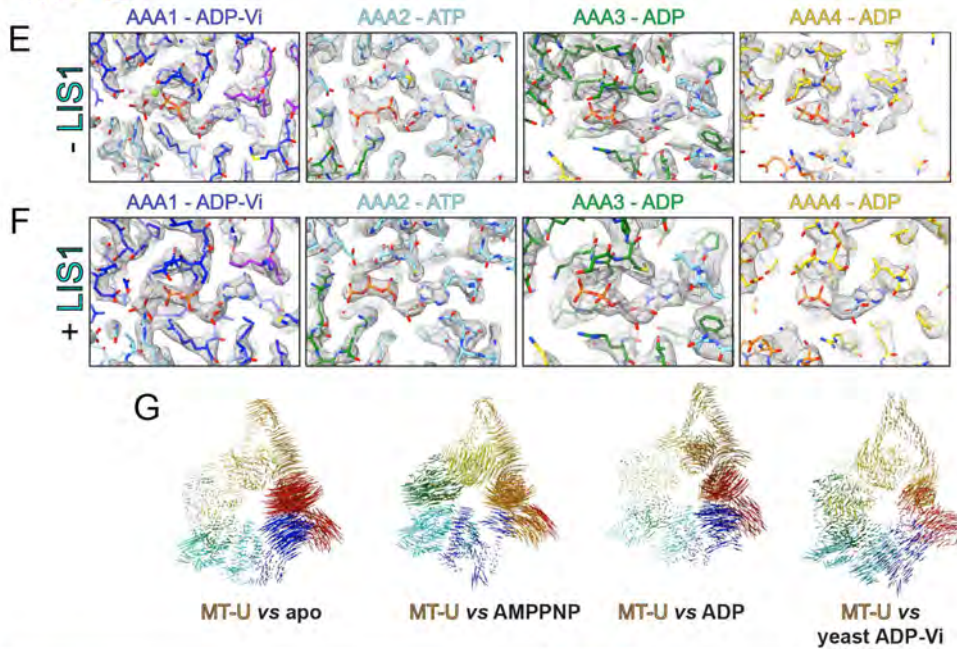 E
- LIS1
AAA1 - ADP-Vi
AAA2 - ATP
AAA3 - ADP
AAA4 - ADP
F
+ LIS1
AAA1 - ADP-Vi
AAA2 - ATP
AAA3 - ADP
AAA4 - ADP
G
MT-U vs apo
MT-U vs AMPPNP
MT-U vs ADP
MT-U vs
yeast ADP-Vi